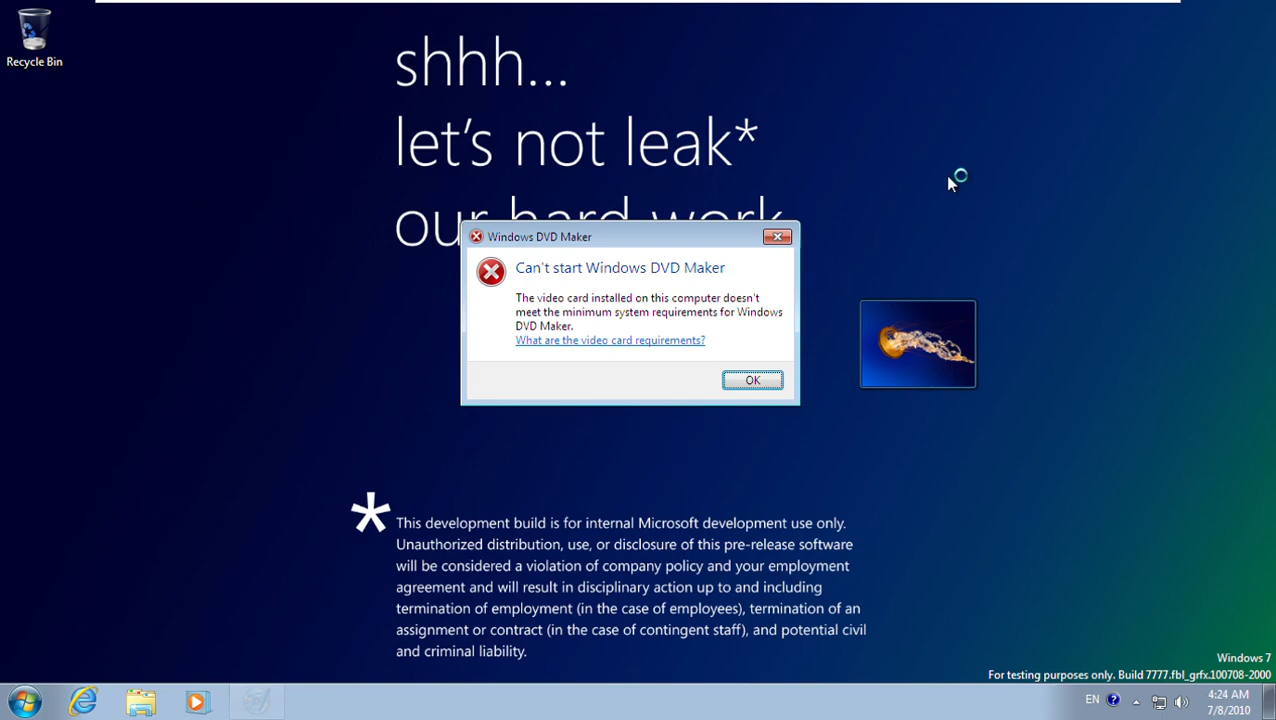 Recycle Bin
shhh...
let's not leak*
our hard work
Windows DVD Maker
Can't start Windows DVD Maker
The video card installed on this computer doesn't
meet the minimum system requirements for Windows
DVD Maker.
What are the video card requirements?
OK
* This development build is for internal Microsoft development use only.
Unauthorized distribution, use, or disclosure of this pre-release software
will be considered a violation of company policy and your employment
agreement and will result in disciplinary action up to and including
termination of employment (in the case of employees), termination of an
assignment or contract (in the case of contingent staff), and potential civil
and criminal liability.
Windows 7
For testing purposes only. Build 7777.fbl_grfx.100708-2000
EN
4:24 AM
7/8/2010